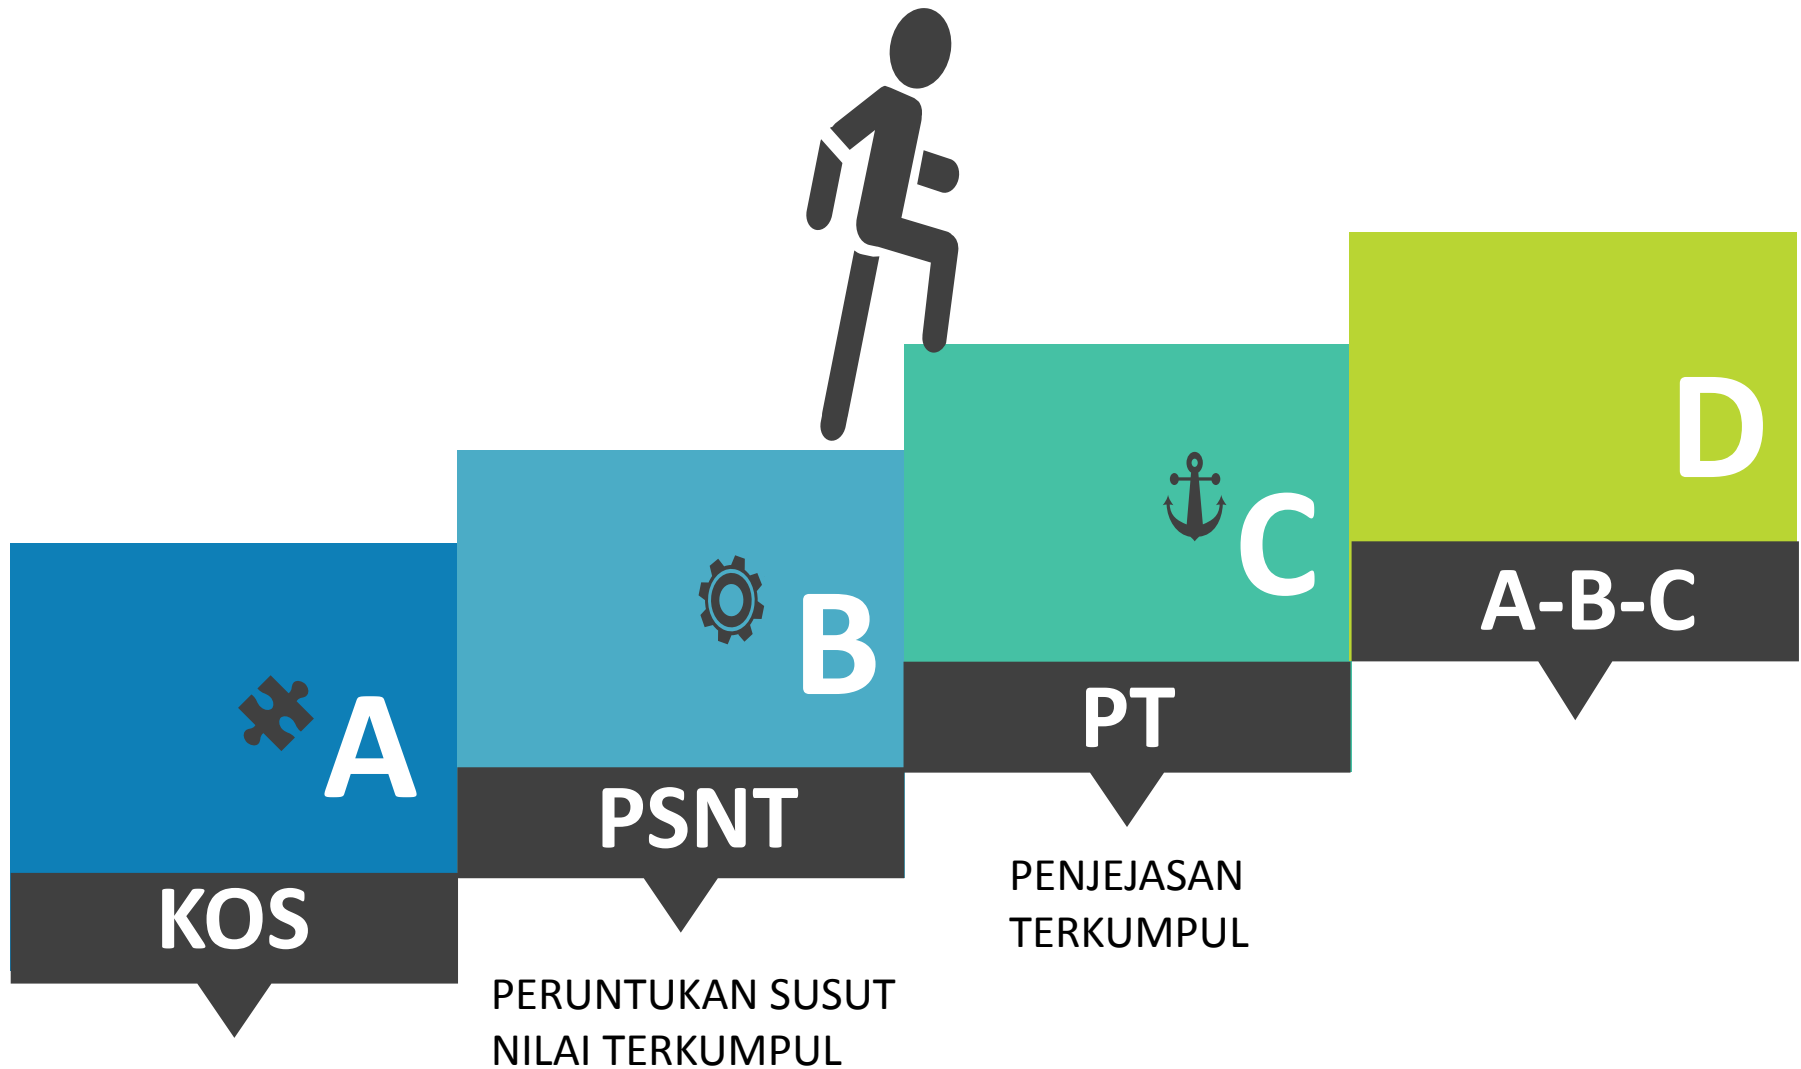 A
KOS
B
PSNT
PERUNTUKAN SUSUT
NILAI TERKUMPUL
C
PT
PENJEJASAN
TERKUMPUL
D
A-B-C